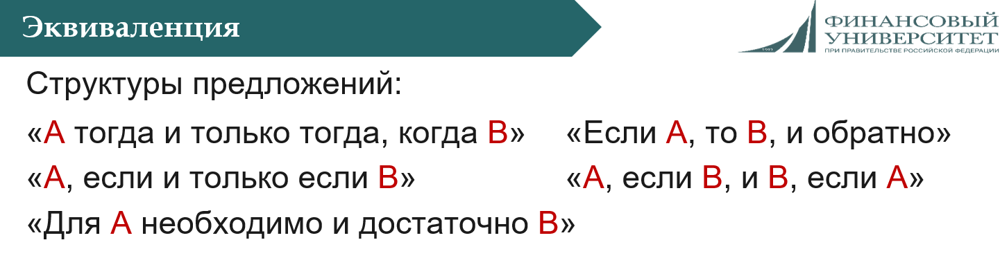 Эквиваленция
ФИНАНСОВЫЙ
УНИВЕРСИТЕТ
ПРИ ПРАВИТЕЛЬСТВЕ РОССИЙСКОЙ ФЕДЕРАЦИИ
1919
Структуры предложений:
«А тогда и только тогда, когда В» «Если А, то В, и обратно»
«А, если и только если В» «А, если В, и В, если А»
«Для А необходимо и достаточно В»